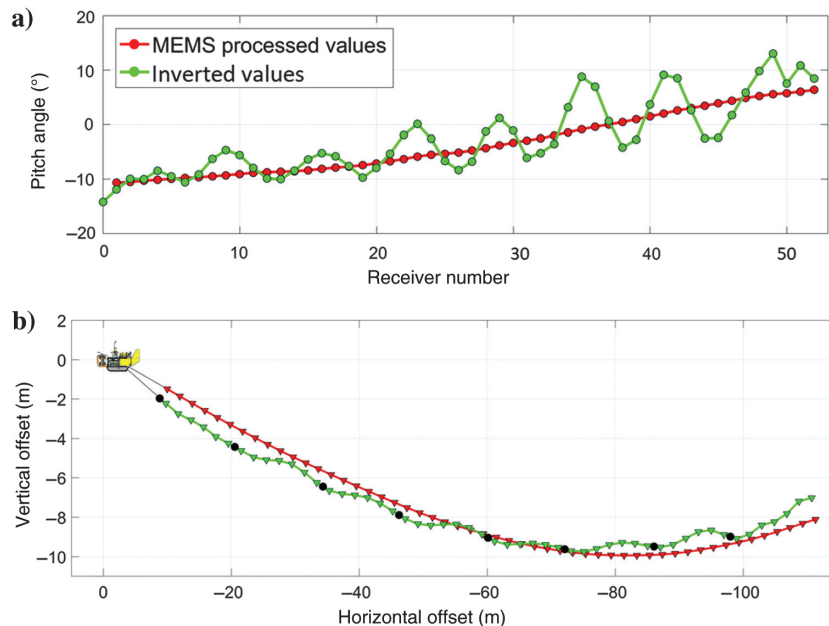 a)
20
10
0
−10
−20
Pitch angle (°)
MEMS processed values
Inverted values
0 10 20 30 40 50
Receiver number
b)
2
0
−2
−4
−6
−8
−10
Vertical offset (m)
0 −20 −40 −60 −80 −100
Horizontal offset (m)